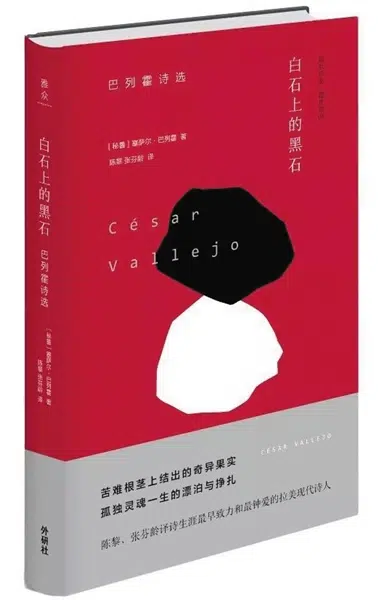 雅众
白石上的黑石
巴列霍诗选
[秘鲁]塞萨尔·巴列霍 著
陈黎 张芬龄 译
外研社
巴列霍诗选
白石上的黑石
[秘鲁]塞萨尔·巴列霍 著
陈黎 张芬龄 译
César
Vallejo
CÉSAR VALLEJO
苦难根茎上结出的奇异果实
孤独灵魂一生的漂泊与挣扎
陈黎、张芬龄译诗生涯最早致力和最钟爱的拉美现代诗人